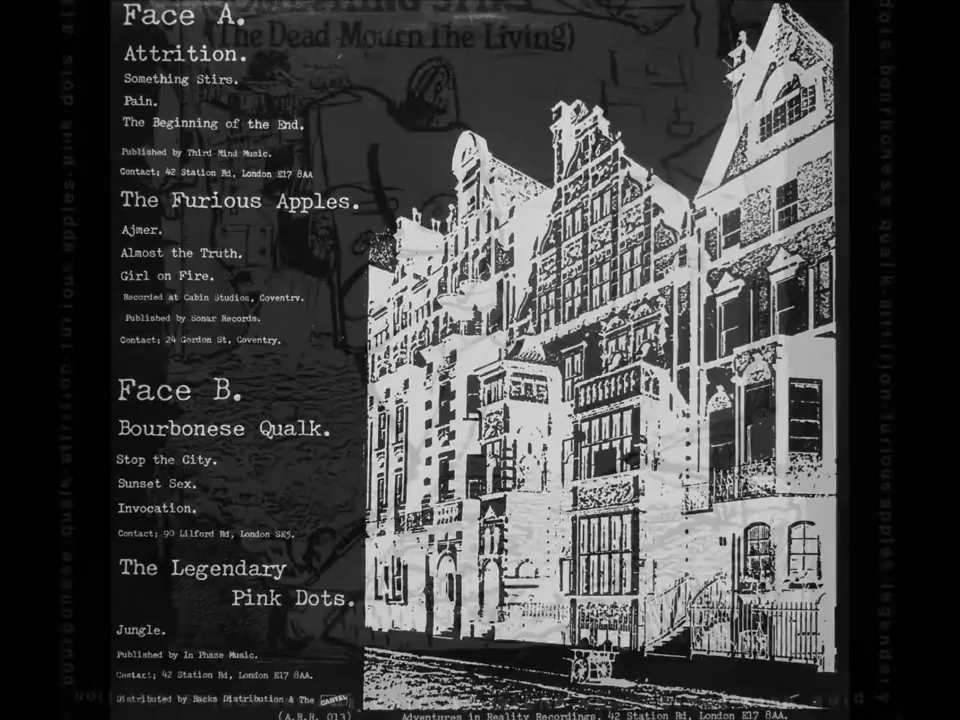 (The Dead Mourn The Living)
Face A.
Attrition.
Something Stirs.
Pain.
The Beginning of the End.
Published by Third Mind Music.
Contact; 42 Station Rd, London E17 8AA
The Furious Apples.
Ajmer.
Almost the Truth.
Girl on Fire.
Recorded at Cabin Studios, Coventry.
Published by Sonar Records.
Contact; 24 Gordon St, Coventry.
Face B.
Bourbonese Qualk.
Stop the City.
Sunset Sex.
Invocation.
Contact; 90 Lilford Rd, London SE5.
The Legendary
Pink Dots.
Jungle.
Published by In Phaze Music.
Contact; 42 Station Rd, London E17 8AA.
Distributed by Backs Distribution & The
(A.R.R. 013)
Adventures in Reality Recordings, 42 Station Rd, London E17 8AA.